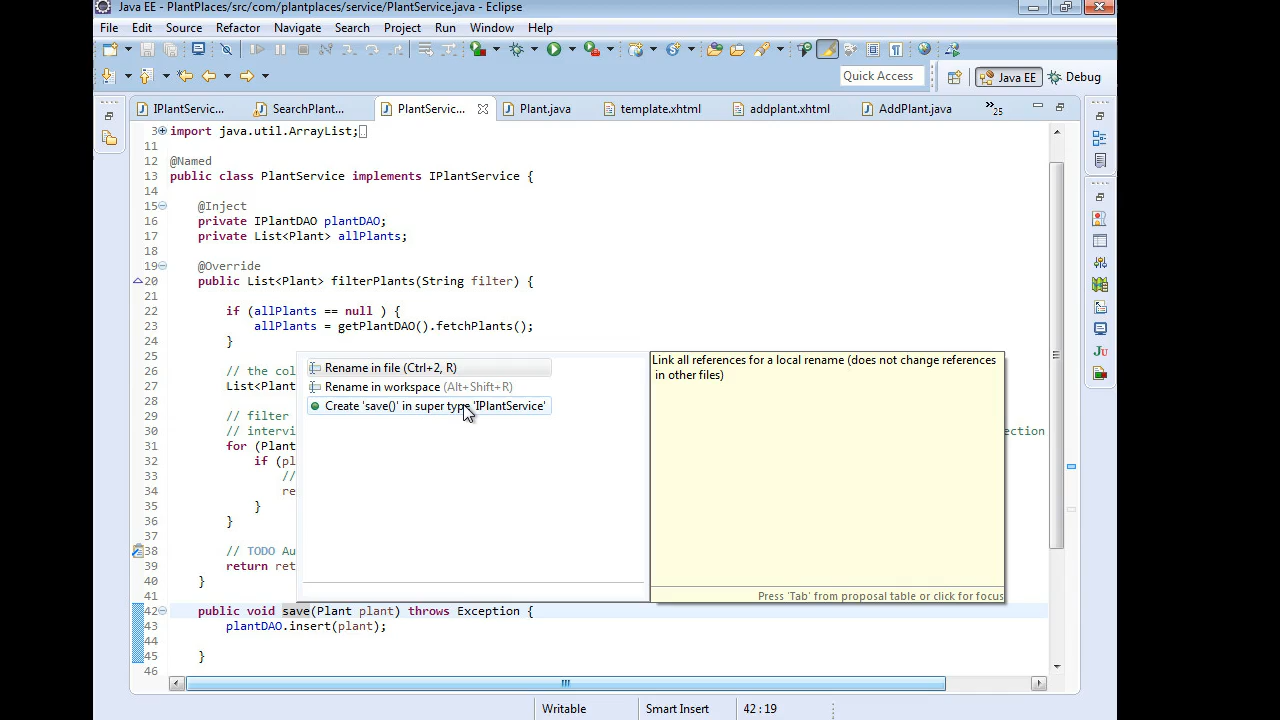 Java EE - PlantPlaces/src/com/plantplaces/service/PlantService.java - Eclipse
File Edit Source Refactor Navigate Search Project Run Window Help
Quick Access Java EE Debug
IPlantServic... SearchPlant... PlantServic... Plant.java template.xhtml addplant.xhtml AddPlant.java »25
3 import java.util.ArrayList;
11
12 @Named
13 public class PlantService implements IPlantService {
14
15 @Inject
16 private IPlantDAO plantDAO;
17 private List<Plant> allPlants;
18
19 @Override
20 public List<Plant> filterPlants(String filter) {
21
22 if (allPlants == null ) {
23 allPlants = getPlantDAO().fetchPlants();
24 }
25
26 // the co
27 List<Plant
28
29 // filter
30 // intervi ection
31 for (Plant
32 if (pl
33 //
34 re
35 }
36 }
37
38 // TODO Au
39 return ret
40 }
41
42 public void save(Plant plant) throws Exception {
43 plantDAO.insert(plant);
44
45 }
46
Rename in file (Ctrl+2, R)
Rename in workspace (Alt+Shift+R)
Create 'save()' in super type 'IPlantService'
Link all references for a local rename (does not change references
in other files)
Press 'Tab' from proposal table or click for focus
Writable Smart Insert 42 : 19